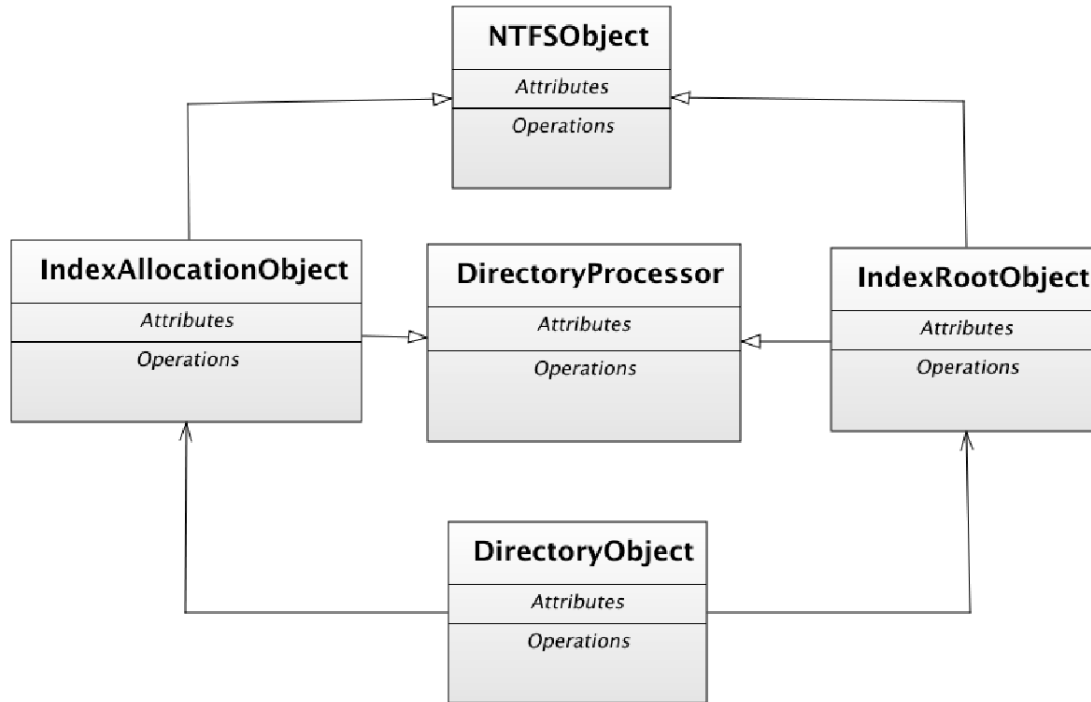 NTFSObject
Attributes
Operations
IndexAllocationObject
Attributes
Operations
DirectoryProcessor
Attributes
Operations
IndexRootObject
Attributes
Operations
DirectoryObject
Attributes
Operations